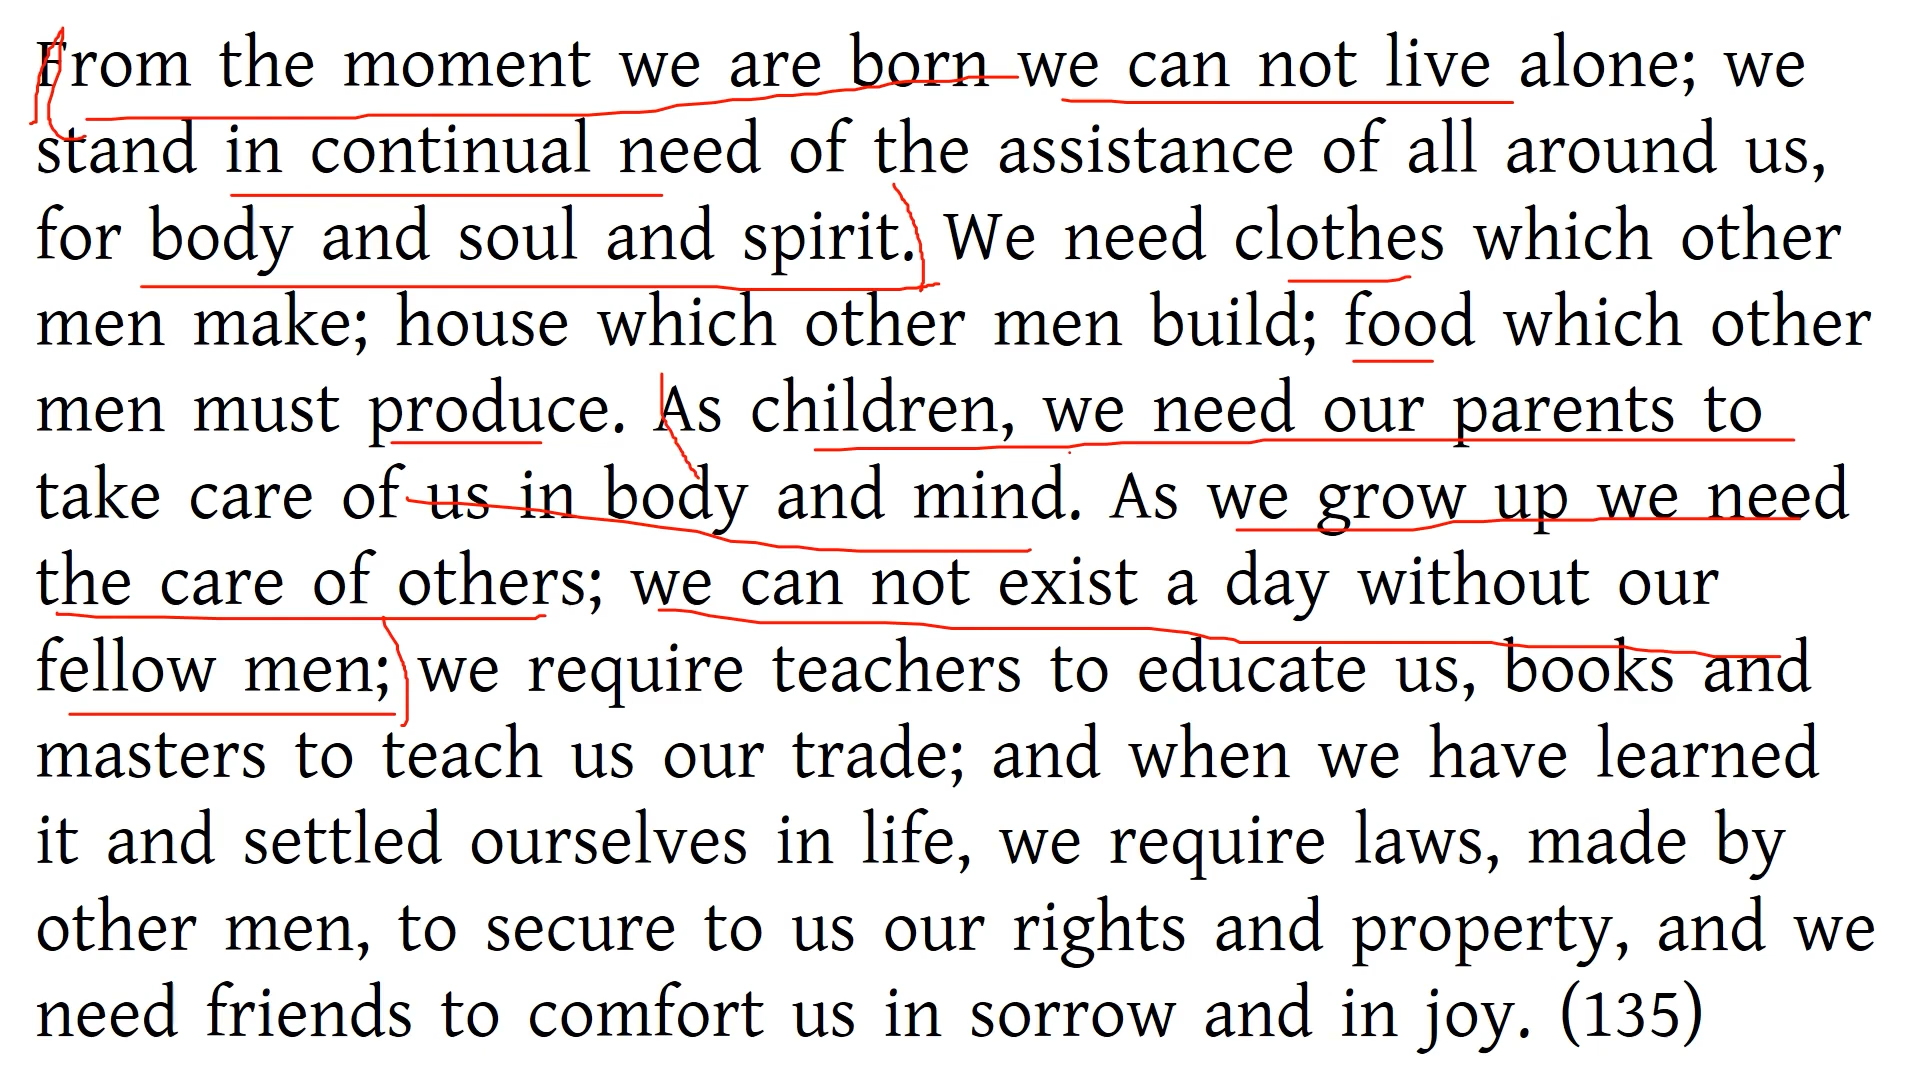 From the moment we are born we can not live alone; we
stand in continual need of the assistance of all around us,
for body and soul and spirit. We need clothes which other
men make; house which other men build; food which other
men must produce. As children, we need our parents to
take care of us in body and mind. As we grow up we need
the care of others; we can not exist a day without our
fellow men; we require teachers to educate us, books and
masters to teach us our trade; and when we have learned
it and settled ourselves in life, we require laws, made by
other men, to secure to us our rights and property, and we
need friends to comfort us in sorrow and in joy. (135)